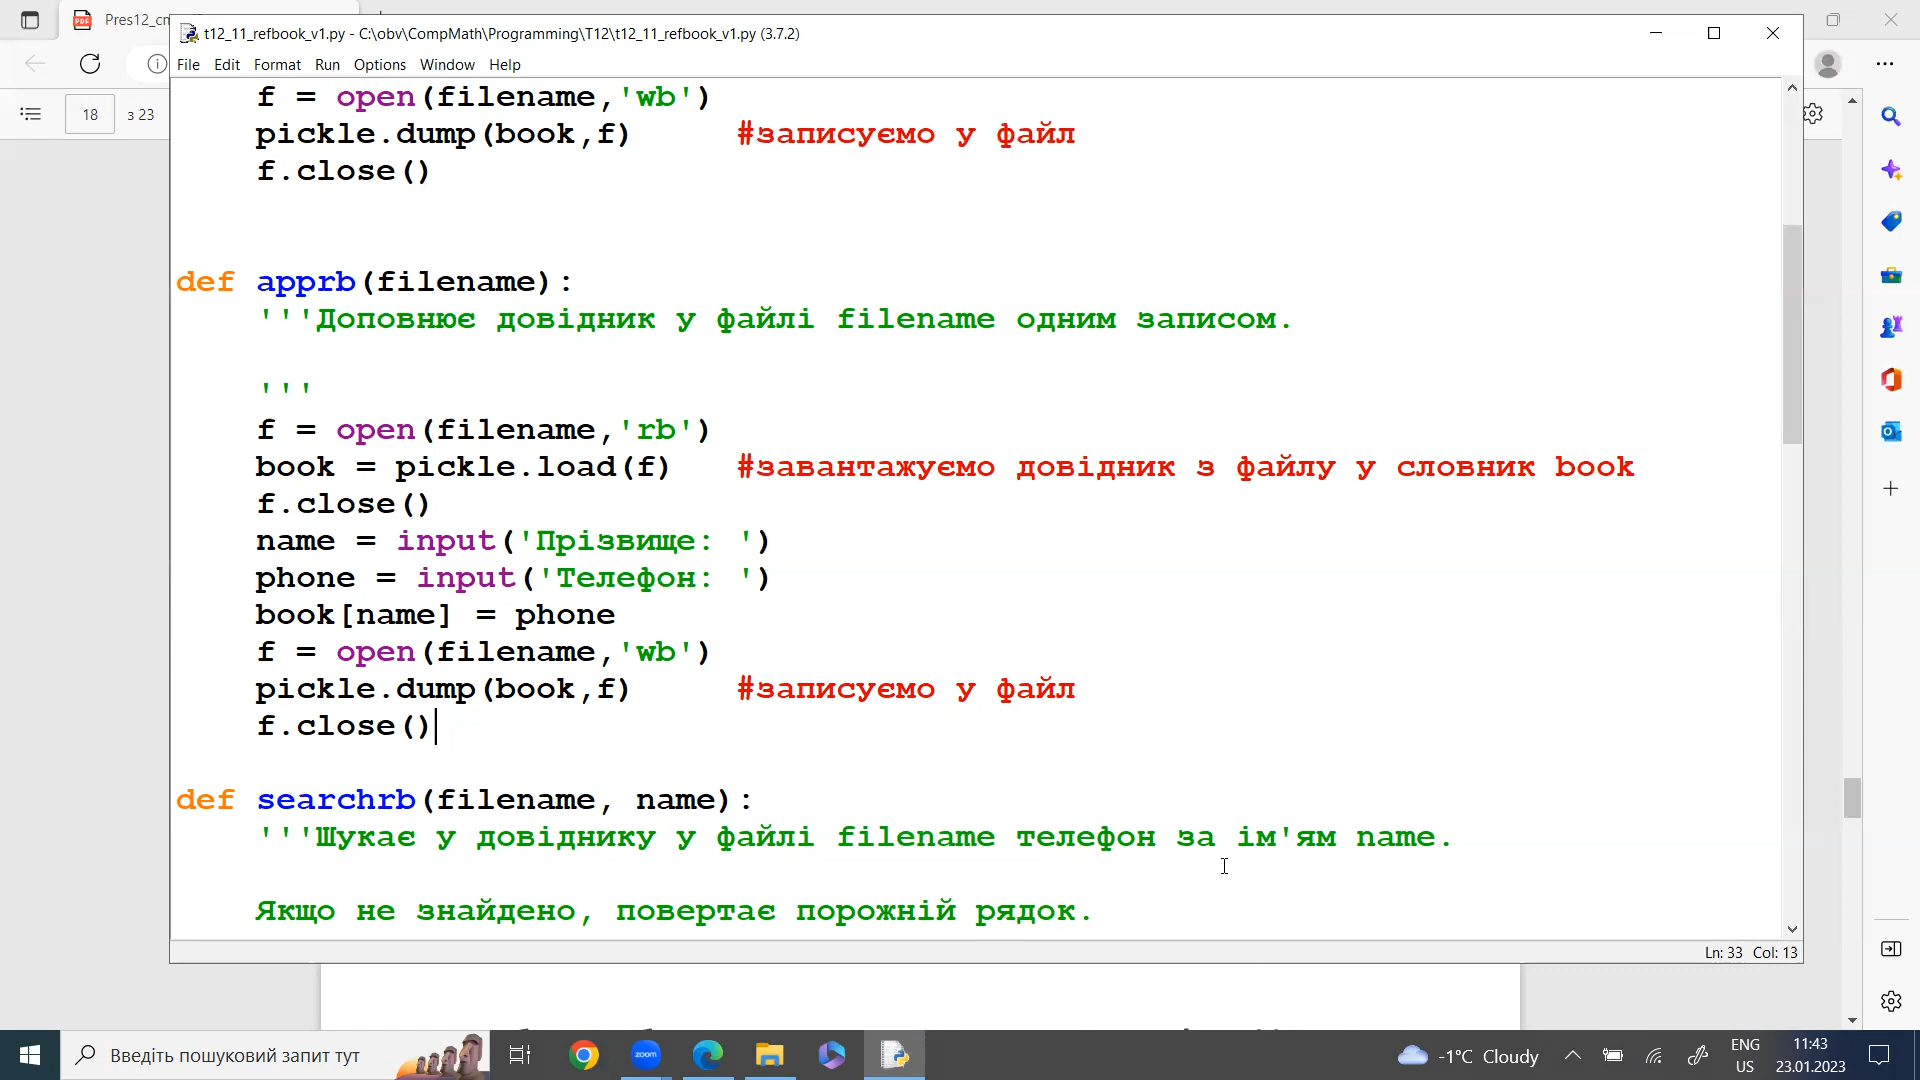 Pres12_cm
t12_11_refbook_v1.py - C:\obv\CompMath\Programming\T12\t12_11_refbook_v1.py (3.7.2)
File Edit Format Run Options Window Help
18 з 23
f = open(filename,'wb')
pickle.dump(book,f) #записуємо у файл
f.close()
def apprb(filename):
'''Доповнює довідник у файлі filename одним записом.
'''
f = open(filename,'rb')
book = pickle.load(f) #завантажуємо довідник з файлу у словник book
f.close()
name = input('Прізвище: ')
phone = input('Телефон: ')
book[name] = phone
f = open(filename,'wb')
pickle.dump(book,f) #записуємо у файл
f.close()
def searchrb(filename, name):
'''Шукає у довіднику у файлі filename телефон за ім'ям name.
Якщо не знайдено, повертає порожній рядок.
Ln: 33 Col: 13
Введіть пошуковий запит тут
zoom
-1°C Cloudy
ENG
US
11:43
23.01.2023